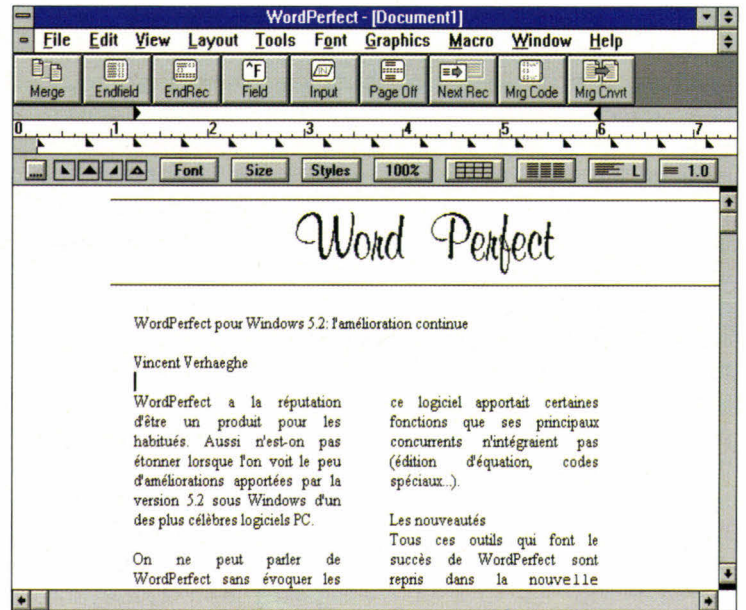 WordPerfect - [Document1]
File Edit View Layout Tools Font Graphics Macro Window Help
Merge Endfield EndRec ^F Field Input Page Off Next Rec Mrg Code Mrg Cnvrt
0 1 2 3 4 5 6 7
Font Size Styles 100% L 1.0
Word Perfect
WordPerfect pour Windows 5.2: l'amélioration continue
Vincent Verhaeghe
WordPerfect a la réputation
d'être un produit pour les
habitués. Aussi n'est-on pas
étonner lorsque l'on voit le peu
d'améliorations apportées par la
version 5.2 sous Windows d'un
des plus célèbres logiciels PC.
On ne peut parler de
WordPerfect sans évoquer les
ce logiciel apportait certaines
fonctions que ses principaux
concurrents n'intégraient pas
(édition d'équation, codes
spéciaux...).
Les nouveautés
Tous ces outils qui font le
succès de WordPerfect sont
repris dans la nouvelle